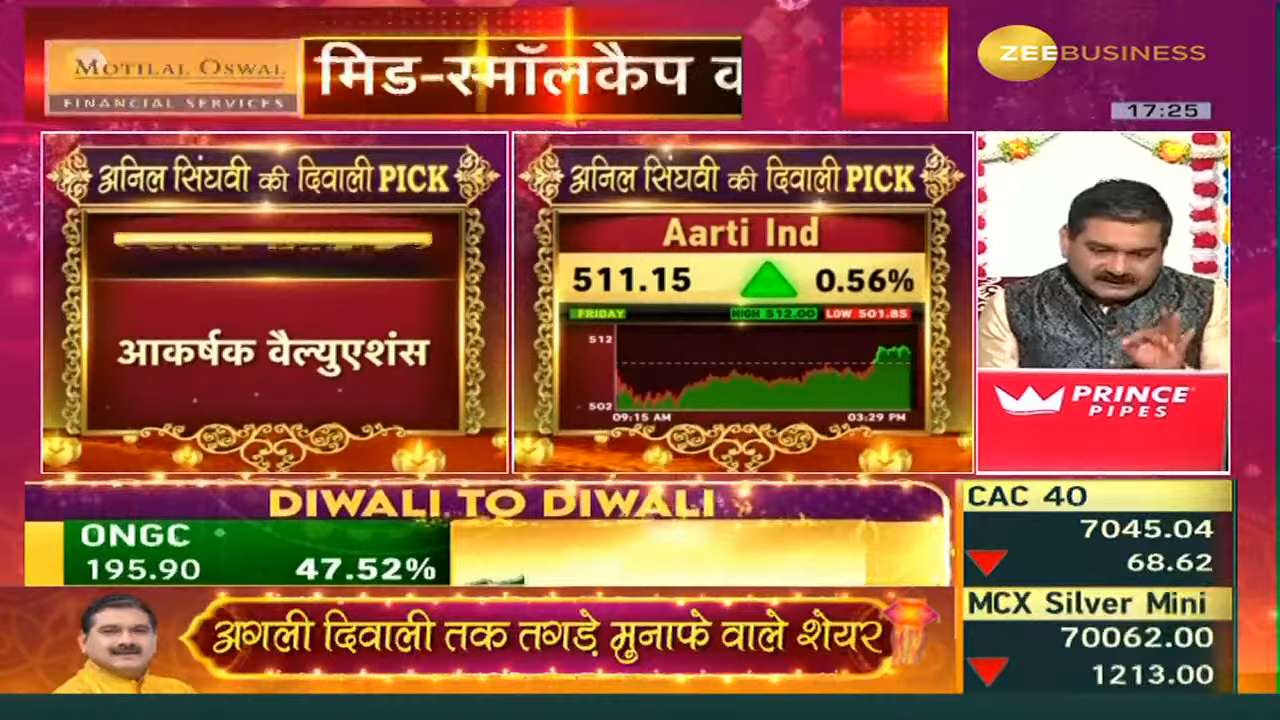 MOTILAL OSWAL
FINANCIAL SERVICES
मिड-स्मॉलकैप
ZEEBUSINESS
17:25
अनिल सिंघवी की दिवाली PICK
आकर्षक वैल्युएशंस
अनिल सिंघवी की दिवाली PICK
Aarti Ind
511.15 0.56%
FRIDAY HIGH 512.00 LOW 501.85
512
502
09:15 AM 03:29 PM
PRINCE
PIPES
DIWALI TO DIWALI
ONGC
195.90 47.52%
CAC 40
7045.04
68.62
MCX Silver Mini
70062.00
1213.00
अगली दिवाली तक तगड़े मुनाफे वाले शेयर